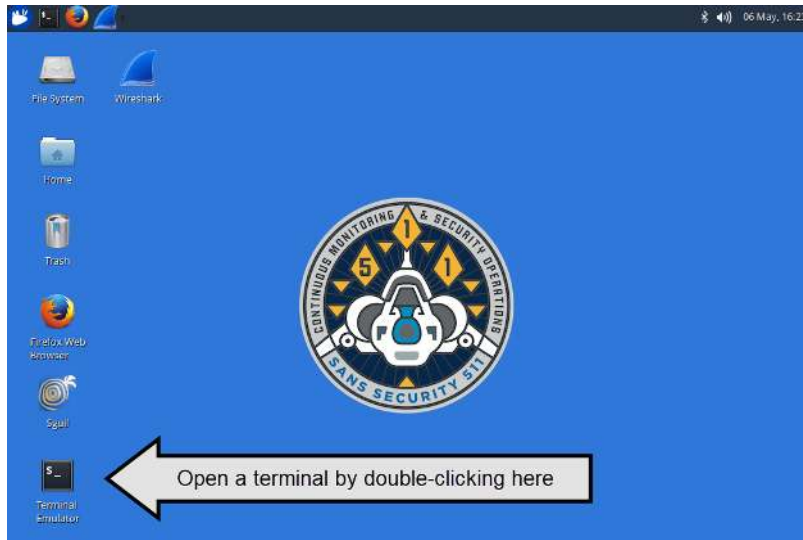 06 May, 16:2
File System
Wireshark
Home
Trash
Firefox Web
Browser
Sguil
Terminal
Emulator
$_
Open a terminal by double-clicking here
CONTINUOUS MONITORING & SECURITY OPERATIONS
5 1 1
SANS SECURITY 511